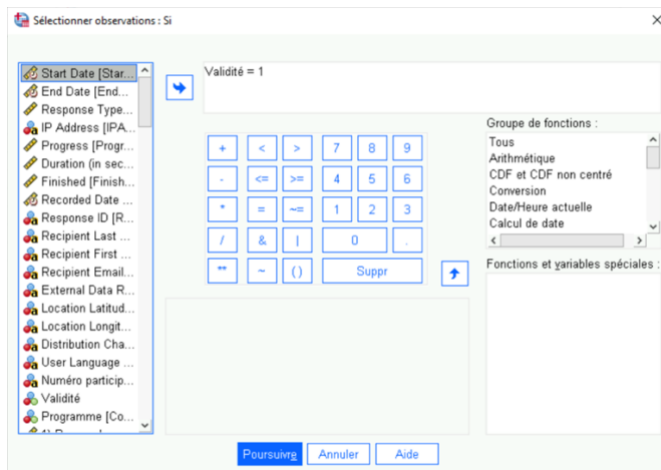 Sélectionner observations : Si
Start Date [Star...
End Date [End...
Response Type...
IP Address [IPA...
Progress [Progr...
Duration (in sec...
Finished [Finish...
Recorded Date ...
Response ID [R...
Recipient Last ...
Recipient First ...
Recipient Email...
External Data R...
Location Latitud...
Location Longit...
Distribution Cha...
User Language ...
Numéro particip...
Validité
Programme [Co...
Validité = 1
+ < > 7 8 9
- <= >= 4 5 6
* = ~= 1 2 3
/ & | 0 .
** ~ () Suppr
Groupe de fonctions :
Tous
Arithmétique
CDF et CDF non centré
Conversion
Date/Heure actuelle
Calcul de date
Fonctions et variables spéciales :
Poursuivre Annuler Aide